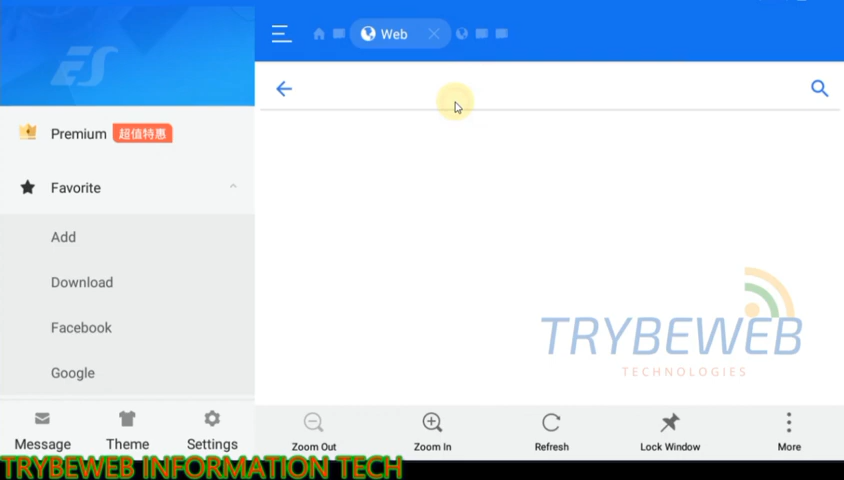 ES
Web
Premium 超值特惠
Favorite
Add
Download
Facebook
Google
Message
Theme
Settings
TRYBEWEB
TECHNOLOGIES
Zoom Out
Zoom In
Refresh
Lock Window
More
TRYBEWEB INFORMATION TECH